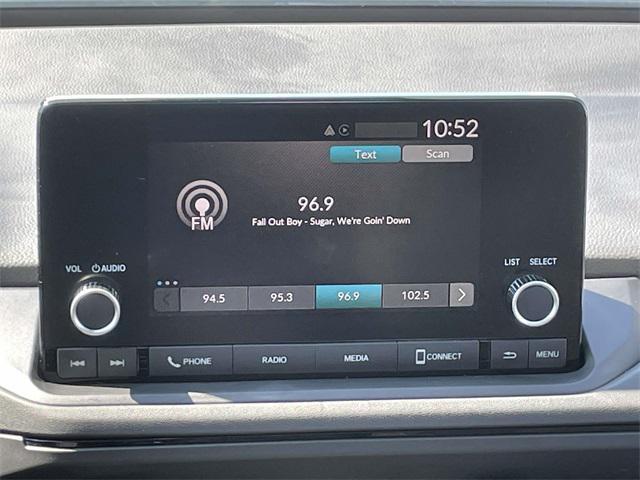 10:52
Text Scan
96.9
FM
Fall Out Boy - Sugar, We're Goin' Down
VOL AUDIO
LIST SELECT
94.5 95.3 96.9 102.5
PHONE RADIO MEDIA CONNECT MENU